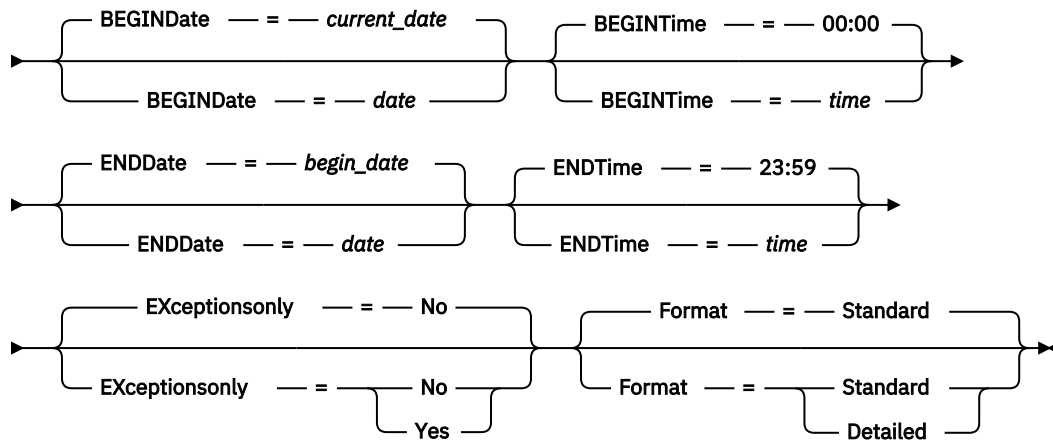 BEGINDate = current_date BEGINTime = 00:00
BEGINDate = date BEGINTime = time
ENDDate = begin_date ENDTime = 23:59
ENDDate = date ENDTime = time
EXceptionsonly = No Format = Standard
EXceptionsonly = No Format = Standard
Yes Detailed